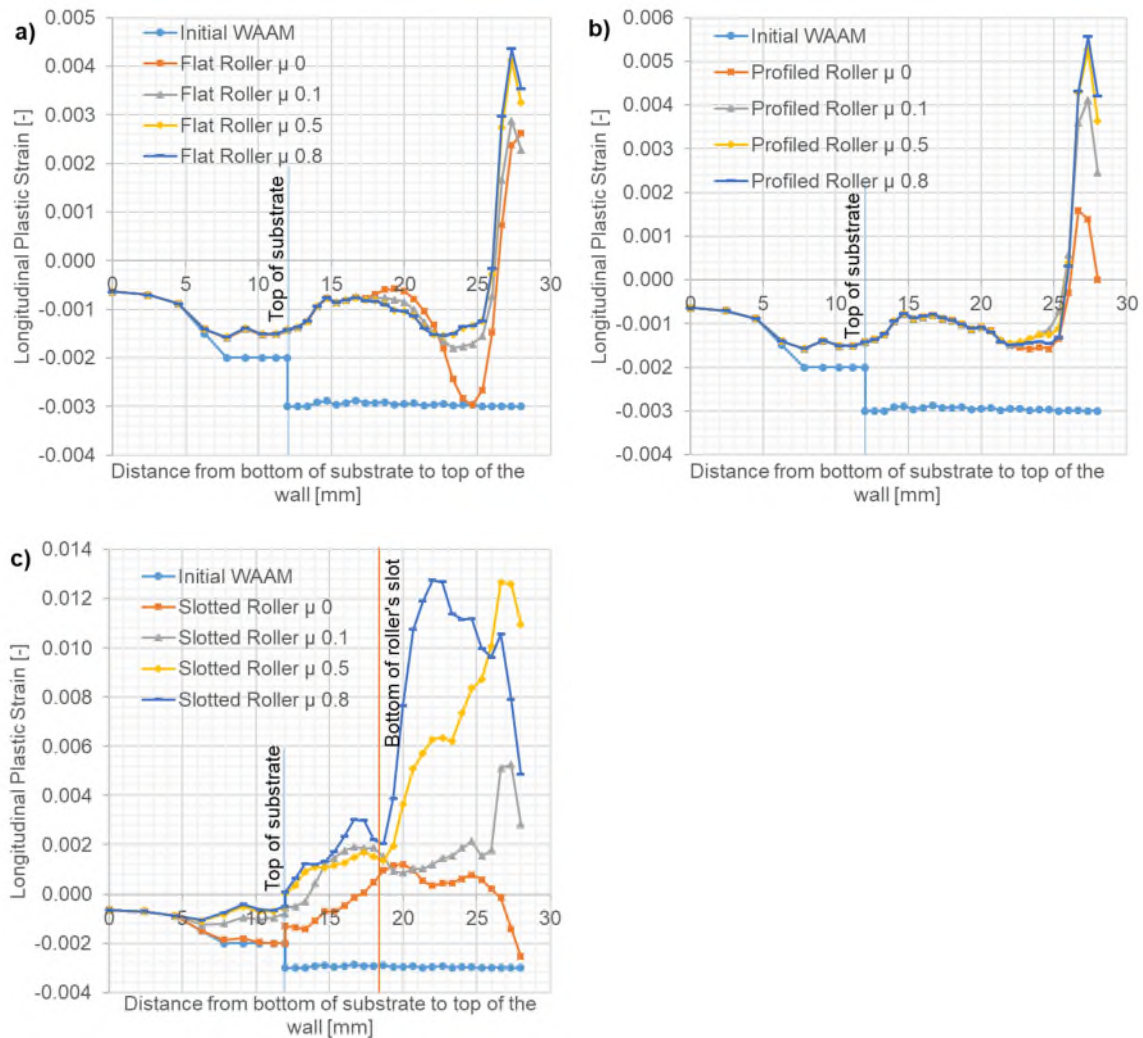 a)
Longitudinal Plastic Strain [-]
0.005
0.004
0.003
0.002
0.001
0.000
-0.001
-0.002
-0.003
-0.004
Initial WAAM
Flat Roller µ 0
Flat Roller µ 0.1
Flat Roller µ 0.5
Flat Roller µ 0.8
Top of substrate
0 5 10 15 20 25 30
Distance from bottom of substrate to top of the
wall [mm]
b)
Longitudinal Plastic Strain [-]
0.006
0.005
0.004
0.003
0.002
0.001
0.000
-0.001
-0.002
-0.003
-0.004
Initial WAAM
Profiled Roller µ 0
Profiled Roller µ 0.1
Profiled Roller µ 0.5
Profiled Roller µ 0.8
Top of substrate
0 5 10 15 20 25 30
Distance from bottom of substrate to top of the
wall [mm]
c)
Longitudinal Plastic Strain [-]
0.014
0.012
0.010
0.008
0.006
0.004
0.002
0.000
-0.002
-0.004
Initial WAAM
Slotted Roller µ 0
Slotted Roller µ 0.1
Slotted Roller µ 0.5
Slotted Roller µ 0.8
Top of substrate
Bottom of roller's slot
0 5 10 15 20 25 30
Distance from bottom of substrate to top of the
wall [mm]